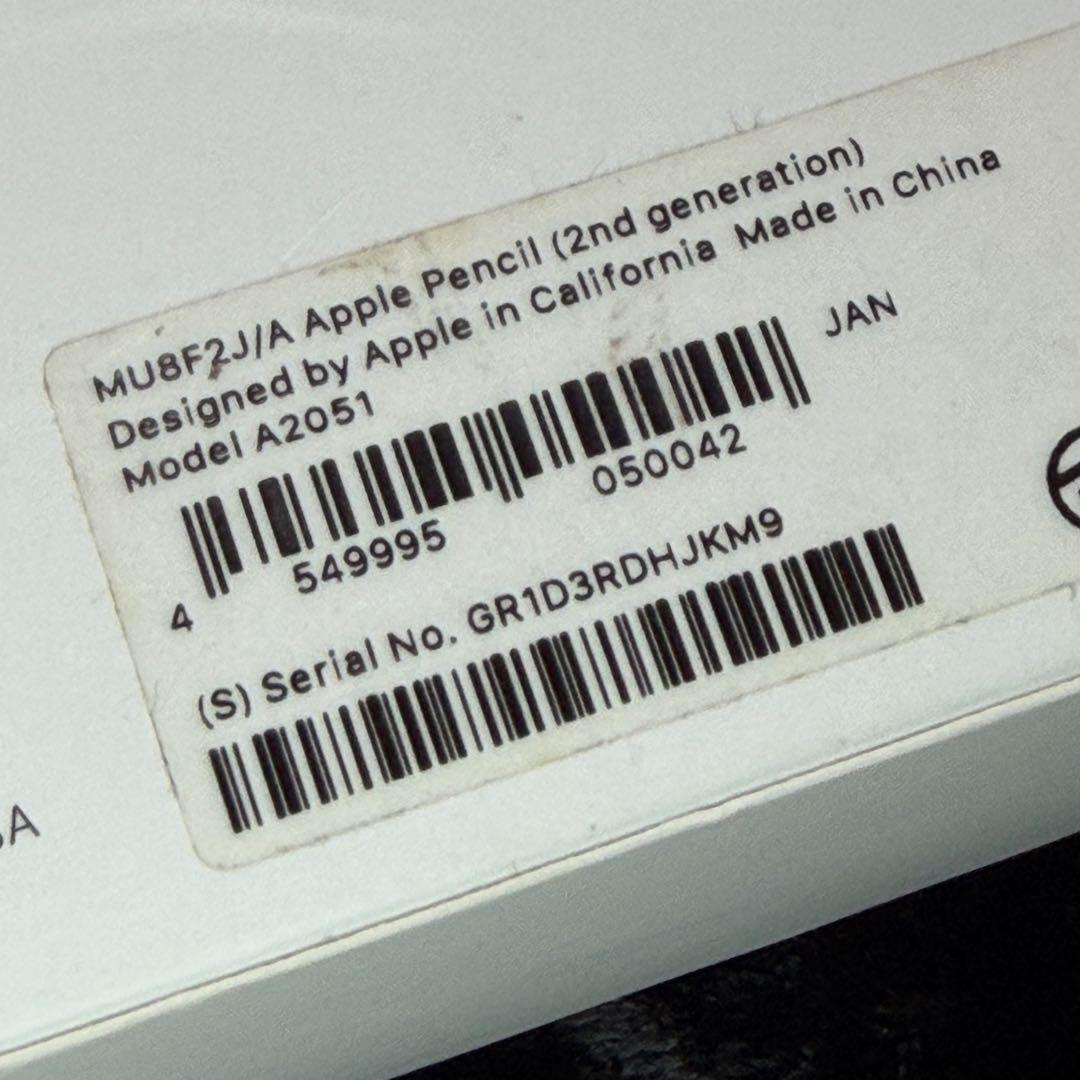 MU8F2J/A Apple Pencil (2nd generation)
Designed by Apple in California Made in China
Model A2051
JAN
4 549995 050042
(S) Serial No. GR1D3RDHJKM9